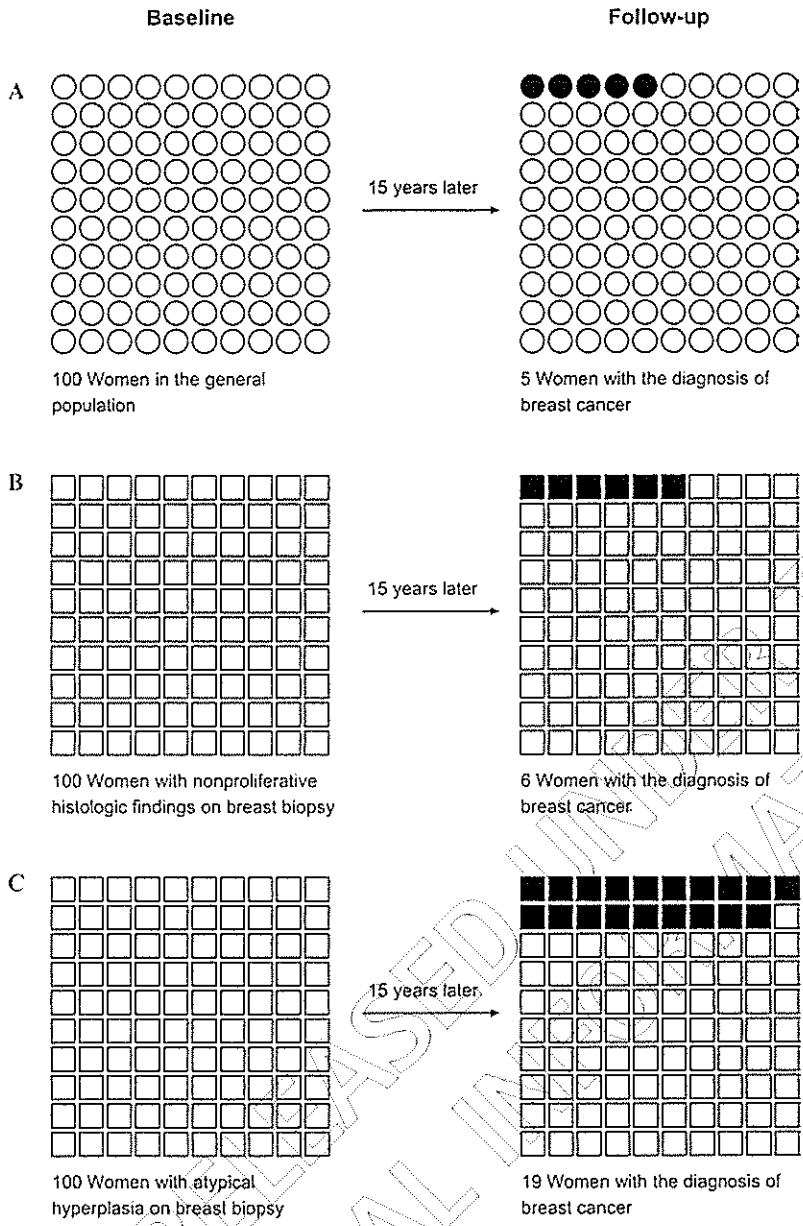 Baseline
Follow-up
A
15 years later
100 Women in the general
population
5 Women with the diagnosis of
breast cancer
B
15 years later
100 Women with nonproliferative
histologic findings on breast biopsy
6 Women with the diagnosis of
breast cancer
C
15 years later
100 Women with atypical
hyperplasia on breast biopsy
19 Women with the diagnosis of
breast cancer
RELEASED UNDER